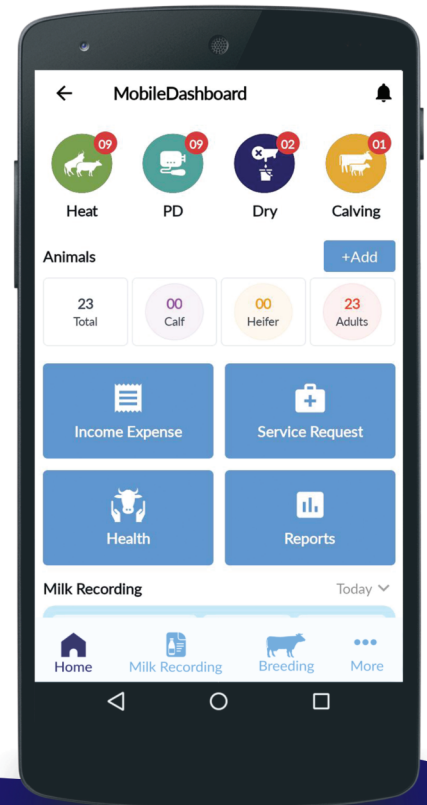 MobileDashboard
09 09 02 01
Heat PD Dry Calving
Animals +Add
23 00 00 23
Total Calf Heifer Adults
Income Expense Service Request
Health Reports
Milk Recording Today
Home Milk Recording Breeding More